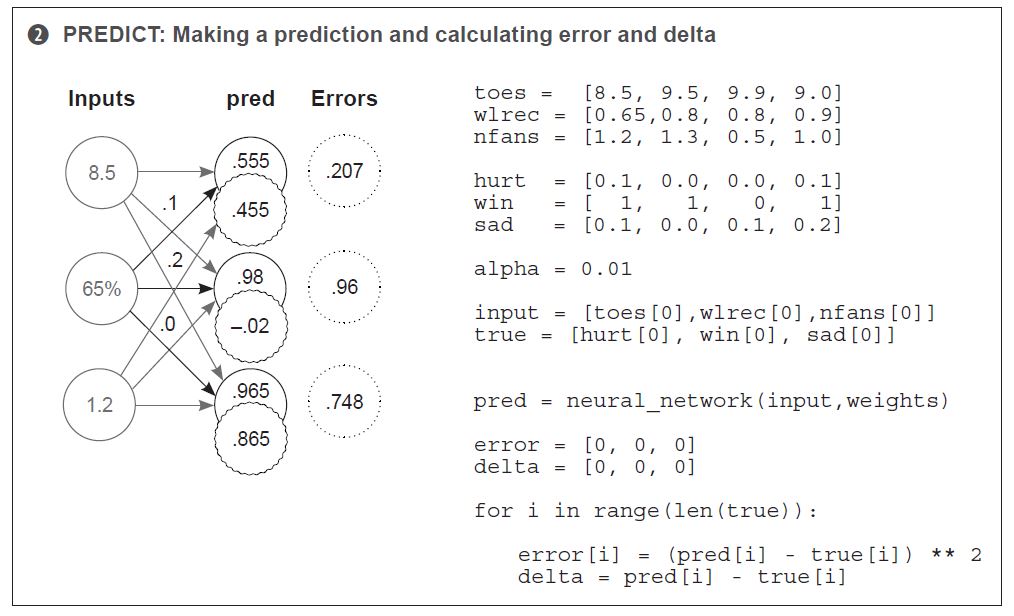 2 PREDICT: Making a prediction and calculating error and delta
Inputs pred Errors
8.5
65%
1.2
.1
.2
.0
.555
.455
.98
–.02
.965
.865
.207
.96
.748
toes = [8.5, 9.5, 9.9, 9.0]
wlrec = [0.65,0.8, 0.8, 0.9]
nfans = [1.2, 1.3, 0.5, 1.0]
hurt = [0.1, 0.0, 0.0, 0.1]
win = [ 1, 1, 0, 1]
sad = [0.1, 0.0, 0.1, 0.2]
alpha = 0.01
input = [toes[0],wlrec[0],nfans[0]]
true = [hurt[0], win[0], sad[0]]
pred = neural_network(input,weights)
error = [0, 0, 0]
delta = [0, 0, 0]
for i in range(len(true)):
error[i] = (pred[i] - true[i]) ** 2
delta = pred[i] - true[i]